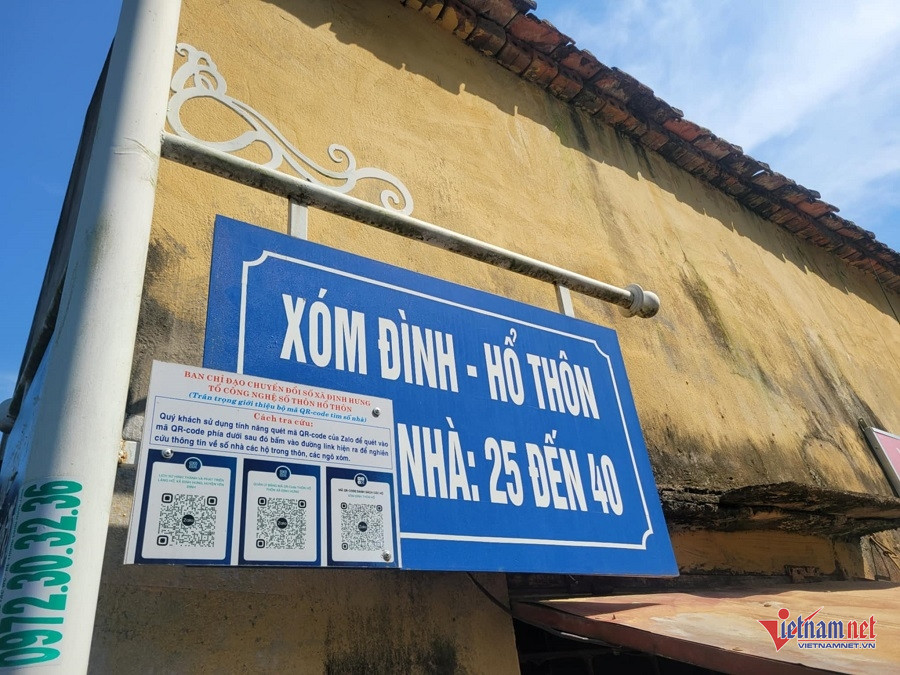 XÓM ĐÌNH - HỔ THÔN
NHÀ: 25 ĐẾN 40
BAN CHỈ ĐẠO CHUYỂN ĐỔI SỐ XÃ ĐỊNH HƯNG
TỔ CÔNG NGHỆ SỐ THÔN HỔ THÔN
(Trân trọng giới thiệu bộ mã QR-code tìm số nhà)
Cách tra cứu:
Quý khách sử dụng tính năng quét mã QR-code của Zalo để quét vào
mã QR-code phía dưới sau đó bấm vào đường link hiện ra để nghiên
cứu thông tin về số nhà các hộ trong thôn, các ngõ xóm.
0972.30.32.36
Vietnamnet
VIETNAMNET.VN